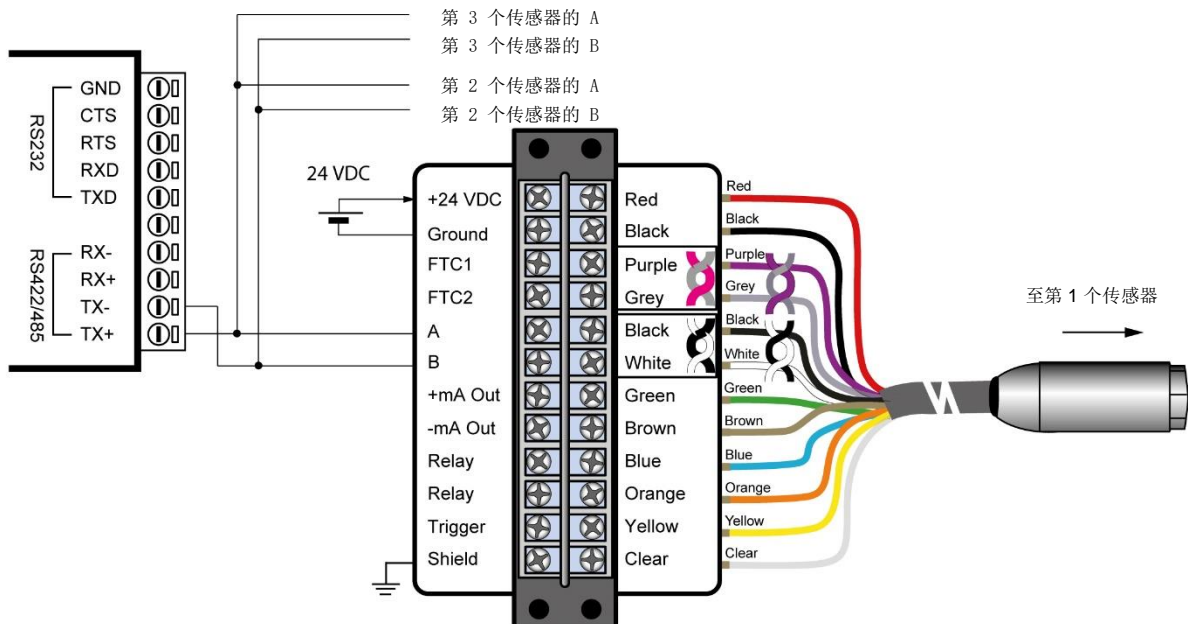 第 3 个传感器的 A
第 3 个传感器的 B
第 2 个传感器的 A
第 2 个传感器的 B
RS232
GND
CTS
RTS
RXD
TXD
RS422/485
RX-
RX+
TX-
TX+
24 VDC
+24 VDC
Ground
FTC1
FTC2
A
B
+mA Out
-mA Out
Relay
Relay
Trigger
Shield
Red
Black
Purple
Grey
Black
White
Green
Brown
Blue
Orange
Yellow
Clear
Red
Black
Purple
Grey
Black
White
Green
Brown
Blue
Orange
Yellow
Clear
至第 1 个传感器